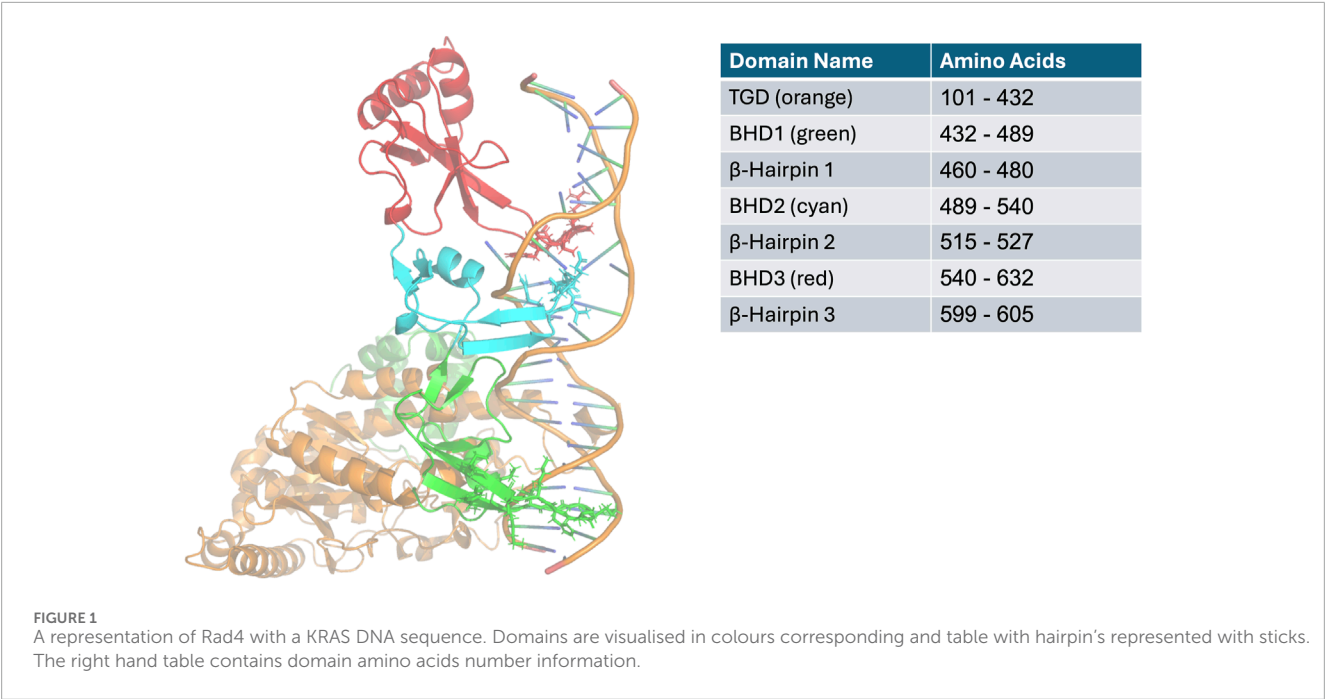 Domain Name Amino Acids
TGD (orange) 101 - 432
BHD1 (green) 432 - 489
β-Hairpin 1 460 - 480
BHD2 (cyan) 489 - 540
β-Hairpin 2 515 - 527
BHD3 (red) 540 - 632
β-Hairpin 3 599 - 605
FIGURE 1
A representation of Rad4 with a KRAS DNA sequence. Domains are visualised in colours corresponding and table with hairpin's represented with sticks.
The right hand table contains domain amino acids number information.